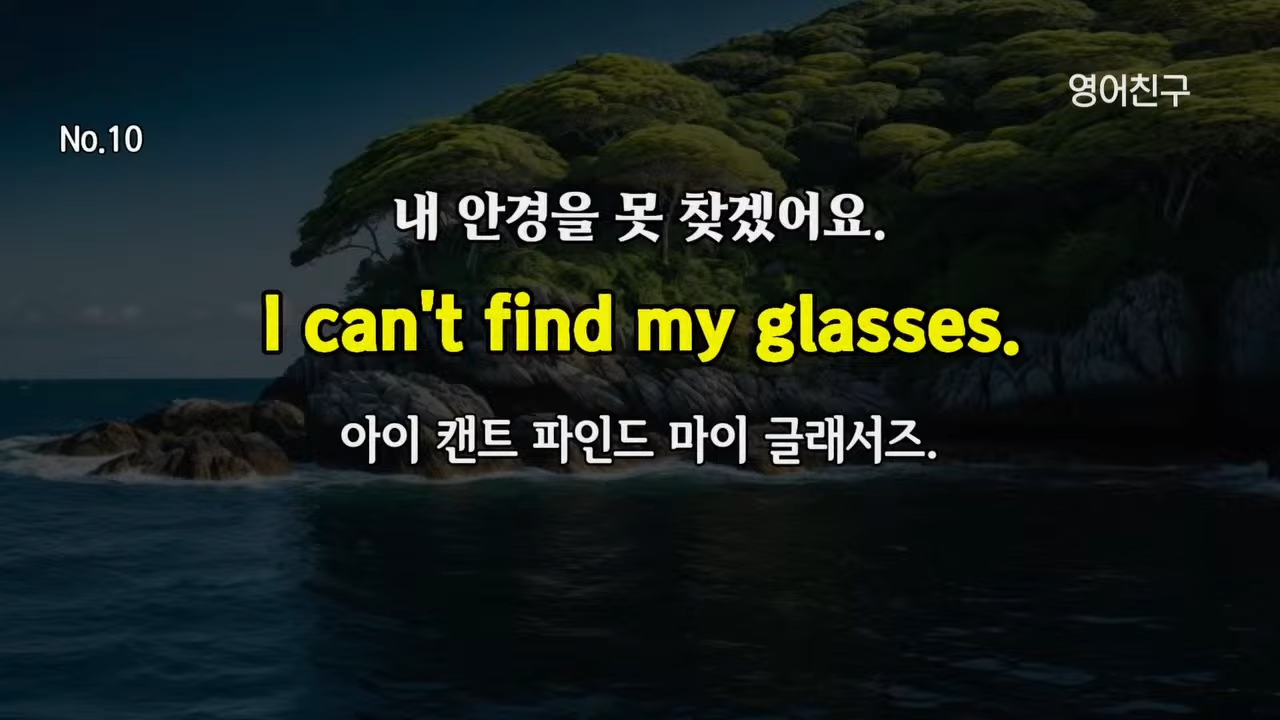 영어친구
No.10
내 안경을 못 찾겠어요.
I can't find my glasses.
아이 캔트 파인드 마이 글래서즈.